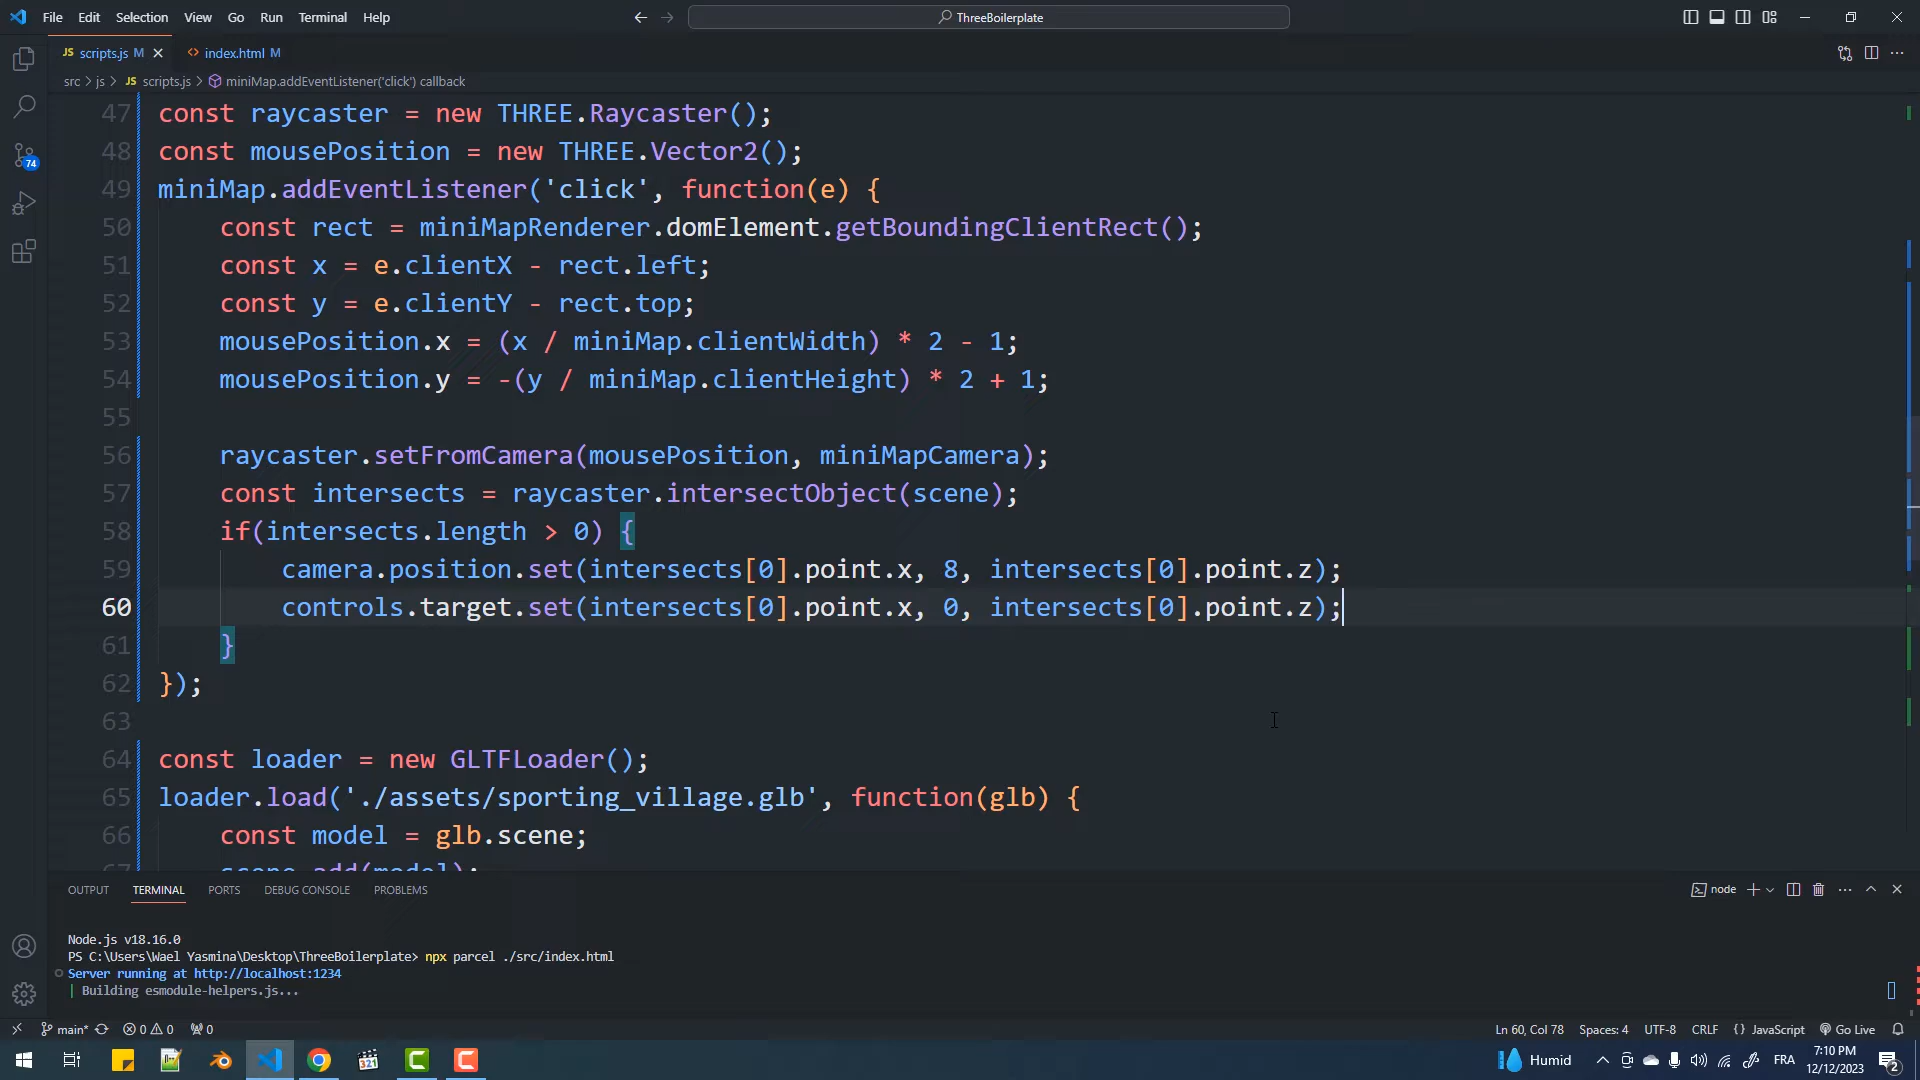 File Edit Selection View Go Run Terminal Help
ThreeBoilerplate
JS scripts.js M
<> index.html M
src > js > JS scripts.js > miniMap.addEventListener('click') callback
47 const raycaster = new THREE.Raycaster();
48 const mousePosition = new THREE.Vector2();
49 miniMap.addEventListener('click', function(e) {
50 const rect = miniMapRenderer.domElement.getBoundingClientRect();
51 const x = e.clientX - rect.left;
52 const y = e.clientY - rect.top;
53 mousePosition.x = (x / miniMap.clientWidth) * 2 - 1;
54 mousePosition.y = -(y / miniMap.clientHeight) * 2 + 1;
55
56 raycaster.setFromCamera(mousePosition, miniMapCamera);
57 const intersects = raycaster.intersectObject(scene);
58 if(intersects.length > 0) {
59 camera.position.set(intersects[0].point.x, 8, intersects[0].point.z);
60 controls.target.set(intersects[0].point.x, 0, intersects[0].point.z);
61 }
62 });
63
64 const loader = new GLTFLoader();
65 loader.load('./assets/sporting_village.glb', function(glb) {
66 const model = glb.scene;
67 scene.add(model);
74
OUTPUT TERMINAL PORTS DEBUG CONSOLE PROBLEMS
node
Node.js v18.16.0
PS C:\Users\Wael Yasmina\Desktop\ThreeBoilerplate> npx parcel ./src/index.html
Server running at http://localhost:1234
| Building esmodule-helpers.js...
main* 0 0 0
Ln 60, Col 78 Spaces: 4 UTF-8 CRLF {} JavaScript Go Live
321
Humid
FRA
7:10 PM
12/12/2023
2